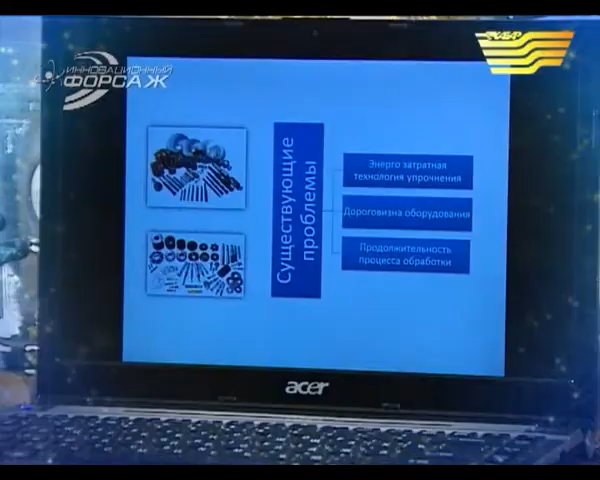 ИННОВАЦИОННЫЙ
ФОРСАЖ
ХАБАР
Существующие
проблемы
Энерго затратная
технология упрочнения
Дороговизна оборудования
Продолжительность
процесса обработки
acer